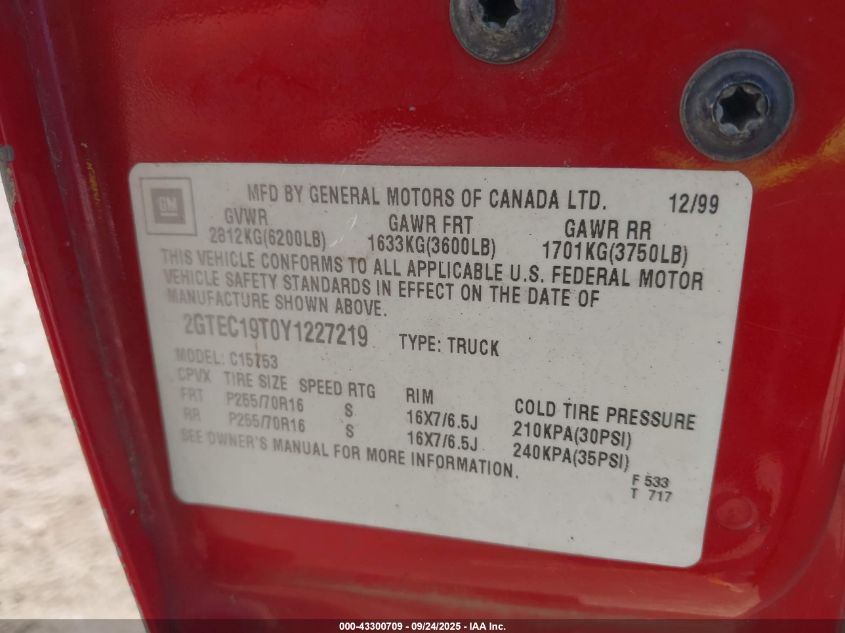 GM
MFD BY GENERAL MOTORS OF CANADA LTD. 12/99
GVWR GAWR FRT GAWR RR
2812KG(6200LB) 1633KG(3600LB) 1701KG(3750LB)
THIS VEHICLE CONFORMS TO ALL APPLICABLE U.S. FEDERAL MOTOR
VEHICLE SAFETY STANDARDS IN EFFECT ON THE DATE OF
MANUFACTURE SHOWN ABOVE.
2GTEC19T0Y1227219 TYPE: TRUCK
MODEL: C15753
CPVX TIRE SIZE SPEED RTG RIM COLD TIRE PRESSURE
FRT P255/70R16 S 16X7/6.5J 210KPA(30PSI)
RR P255/70R16 S 16X7/6.5J 240KPA(35PSI)
SEE OWNER'S MANUAL FOR MORE INFORMATION.
F 533
T 717
000-43300709 - 09/24/2025 - IAA Inc.